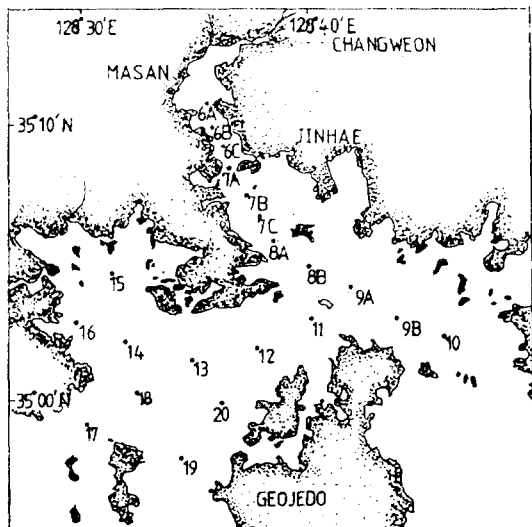 128°30'E
128°40'E
CHANGWEON
MASAN
6A
35°10'N
6B
JINHAE
6C
7A
7B
7C
8A
8B
15
9A
16
11
9B
10
14
12
13
18
35°00'N
20
17
19
GEOJEDO